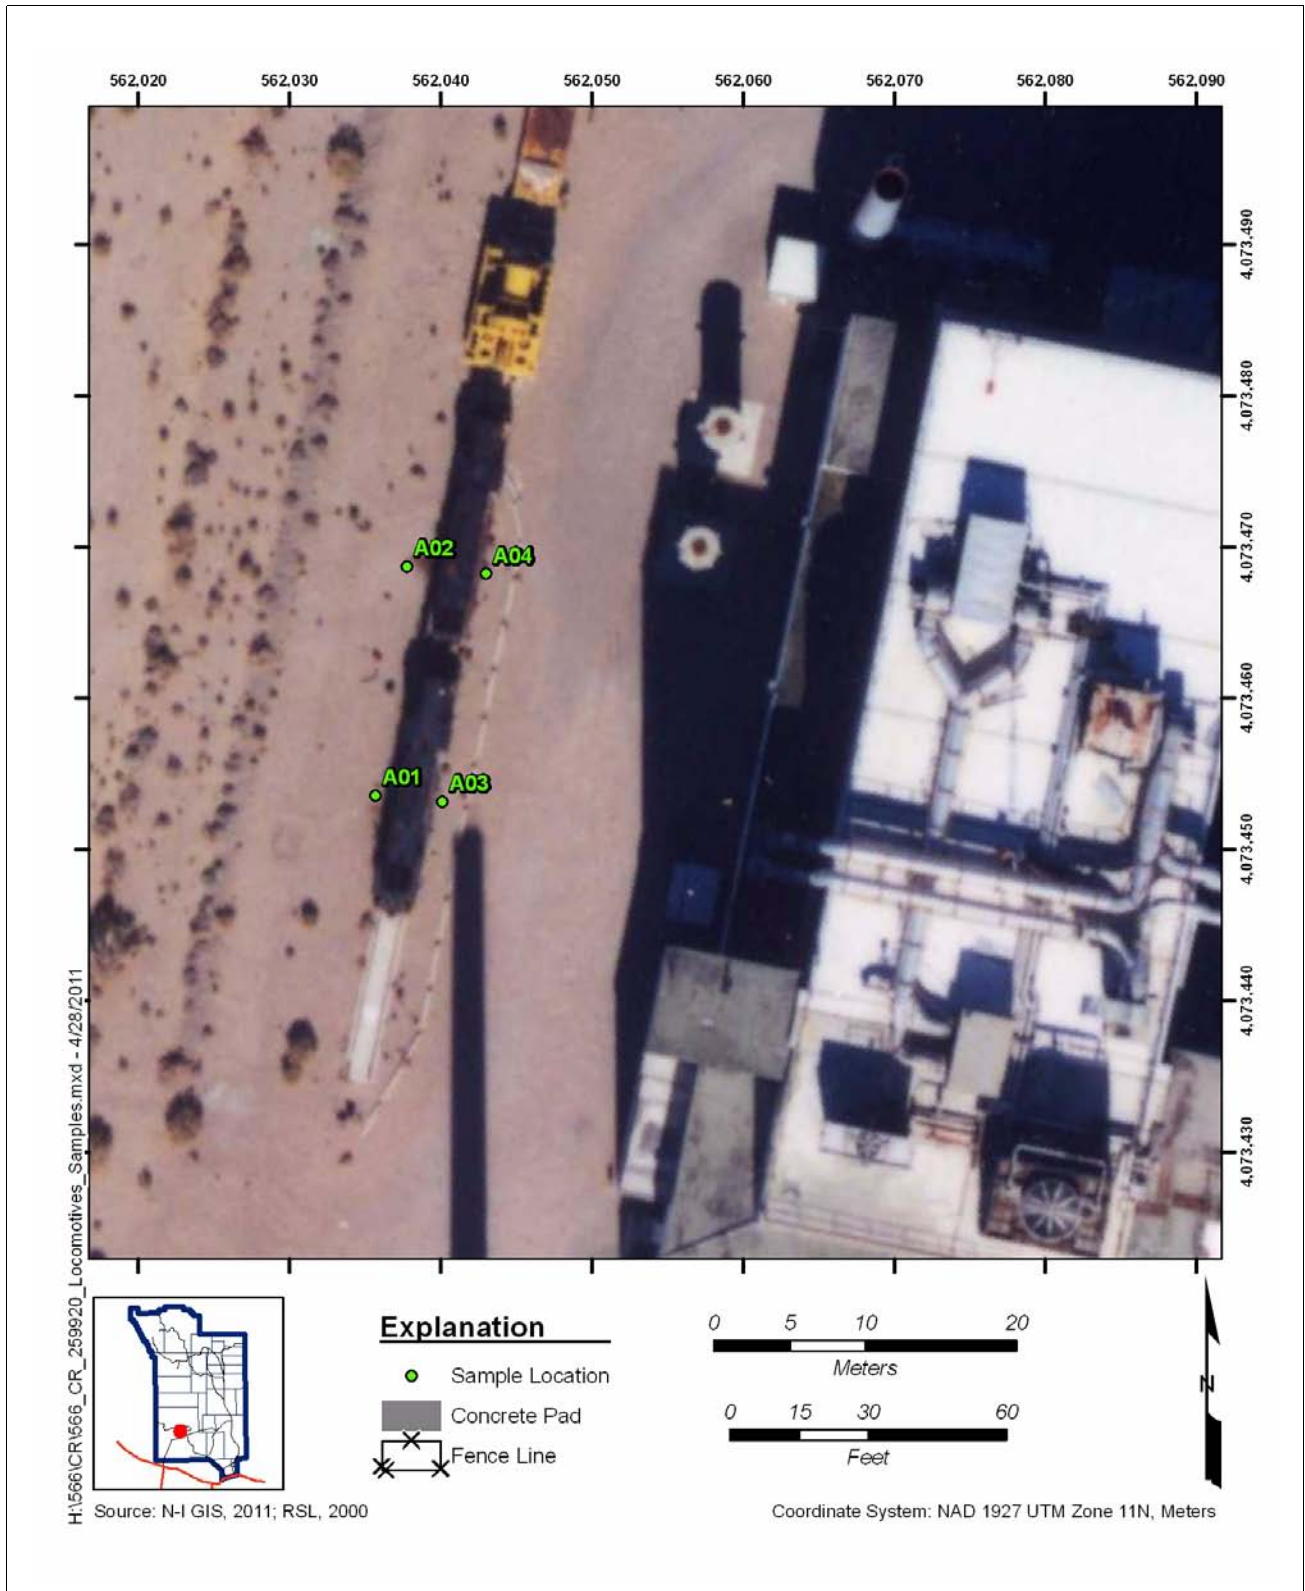 562,020 562,030 562,040 562,050 562,060 562,070 562,080 562,090
4,073,490
4,073,480
4,073,470
4,073,460
4,073,450
4,073,440
4,073,430
A02
A04
A01
A03
H:\566\CR\566_CR_259920_Locomotives_Samples.mxd - 4/28/2011
Explanation
Sample Location
Concrete Pad
Fence Line
0 5 10 20
Meters
0 15 30 60
Feet
N
Source: N-I GIS, 2011; RSL, 2000
Coordinate System: NAD 1927 UTM Zone 11N, Meters